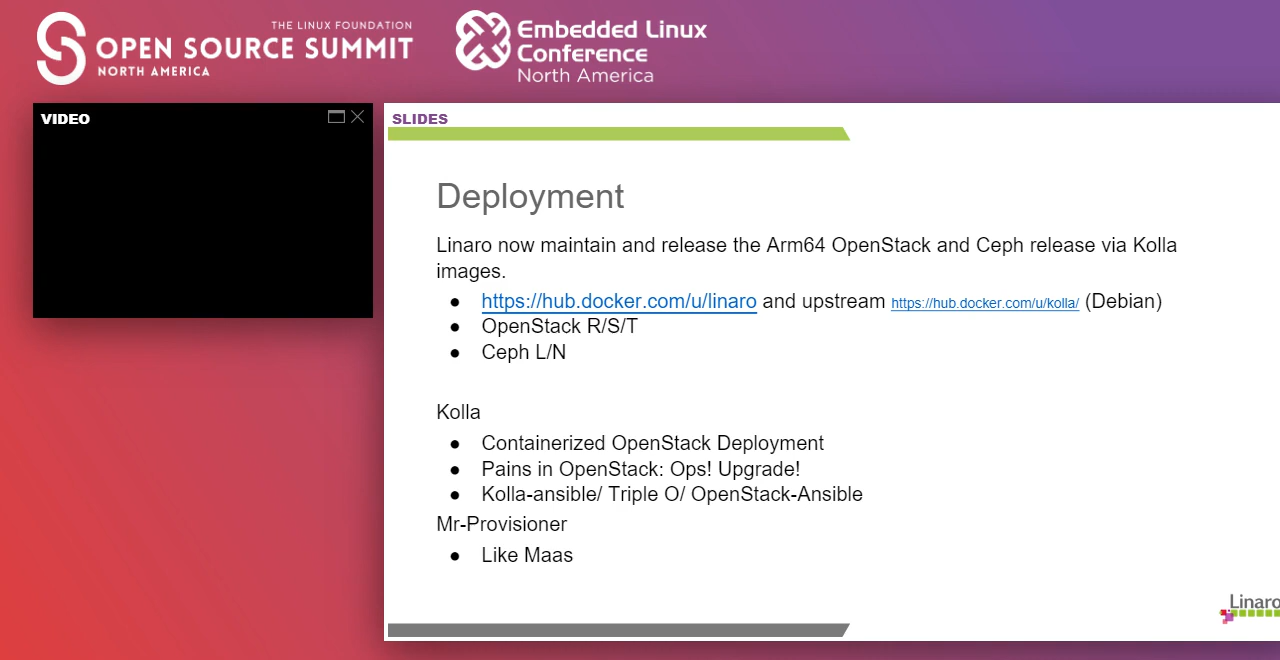 THE LINUX FOUNDATION
OPEN SOURCE SUMMIT
NORTH AMERICA
Embedded Linux
Conference
North America
VIDEO
SLIDES
Deployment
Linaro now maintain and release the Arm64 OpenStack and Ceph release via Kolla
images.
● https://hub.docker.com/u/linaro and upstream https://hub.docker.com/u/kolla/ (Debian)
● OpenStack R/S/T
● Ceph L/N
Kolla
● Containerized OpenStack Deployment
● Pains in OpenStack: Ops! Upgrade!
● Kolla-ansible/ Triple O/ OpenStack-Ansible
Mr-Provisioner
● Like Maas
Linaro